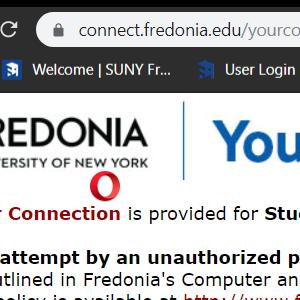 connect.fredonia.edu/yourco
Welcome | SUNY Fr... User Login
REDONIA
VERSITY OF NEW YORK
You
r Connection is provided for Stu
attempt by an unauthorized p
utlined in Fredonia's Computer an
policy is available at http://www.f